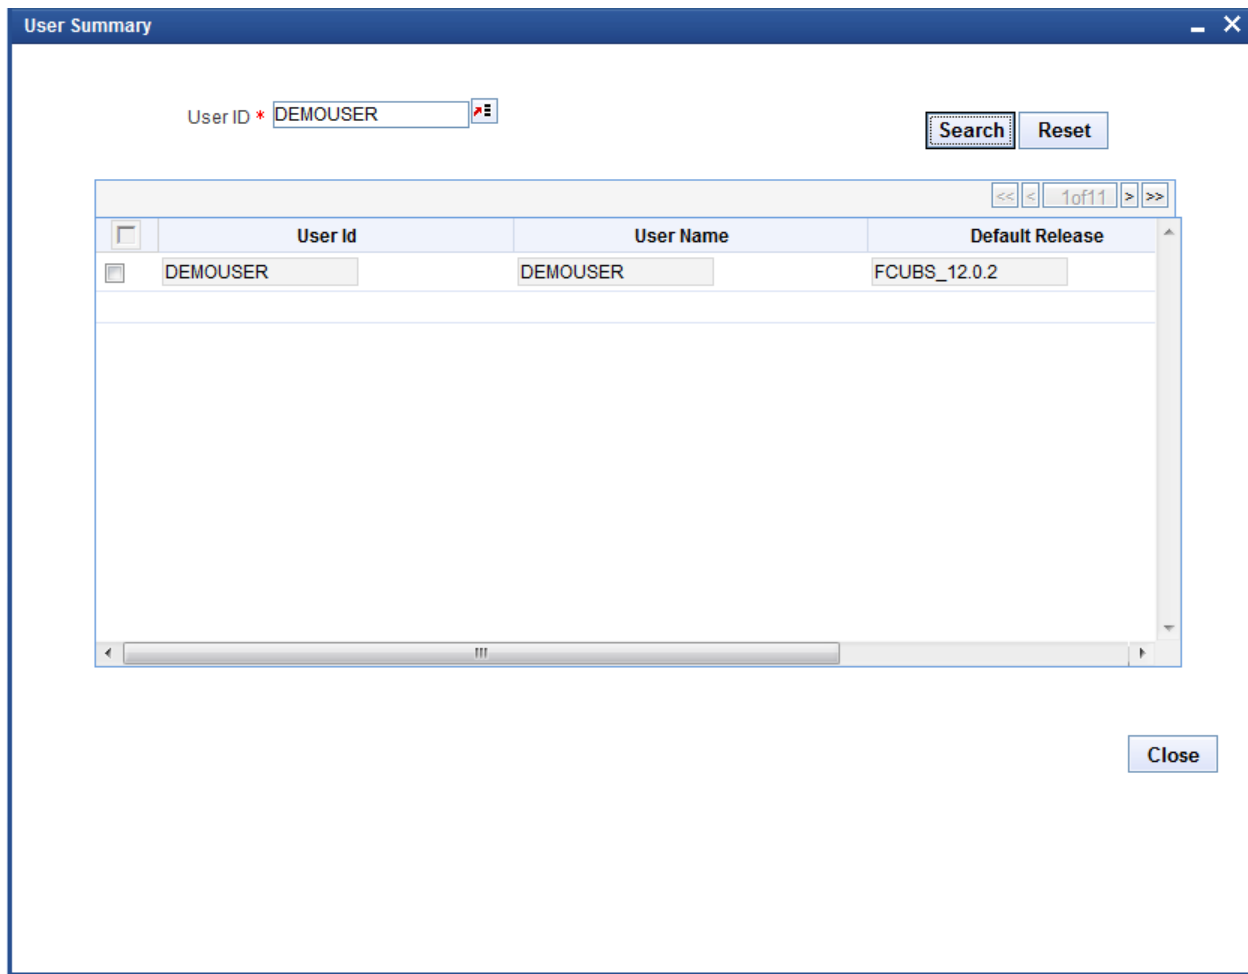 User Summary
User ID * DEMOUSER
Search Reset
<< < 1of11 > >>
User Id User Name Default Release
DEMOUSER DEMOUSER FCUBS_12.0.2
Close